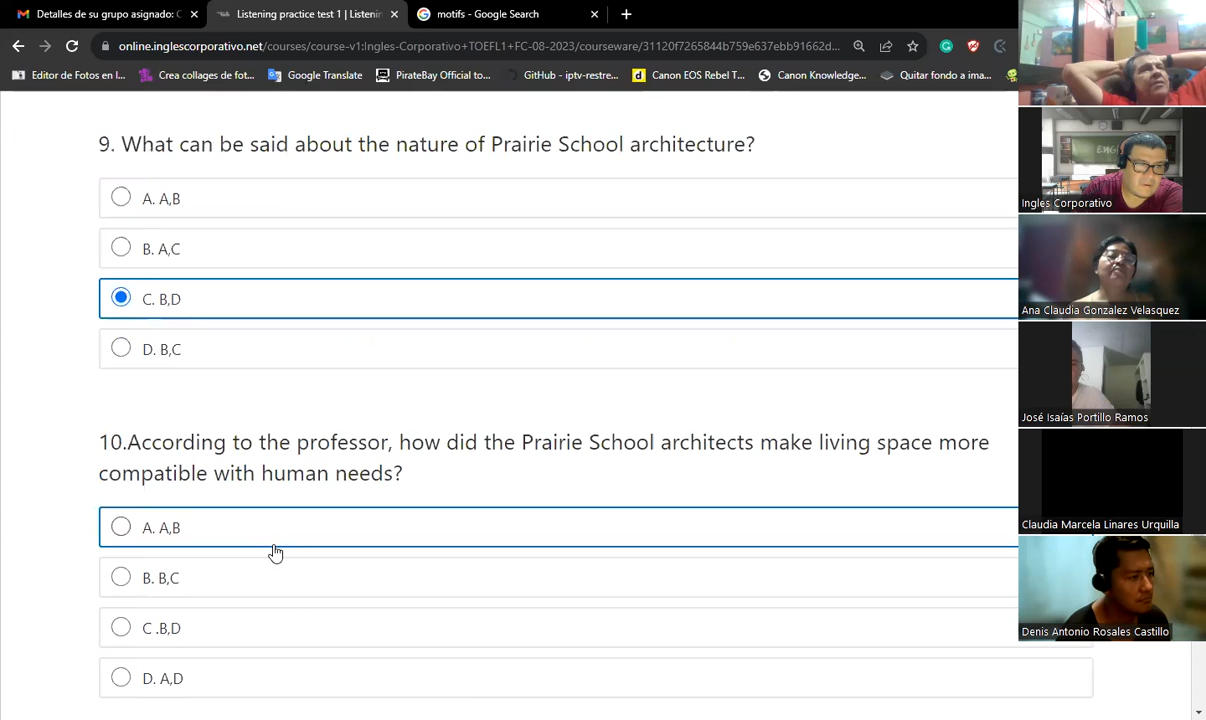 Detalles de su grupo asignado: C
Listening practice test 1 | Listenin
motifs - Google Search
online.inglescorporativo.net/courses/course-v1:Ingles-Corporativo+TOEFL1+FC-08-2023/courseware/31120f7265844b759e637ebb91662d...
Editor de Fotos en l...
Crea collages de fot...
Google Translate
PirateBay Official to...
GitHub - iptv-restre...
Canon EOS Rebel T...
Canon Knowledge...
Quitar fondo a ima...
9. What can be said about the nature of Prairie School architecture?
A. A,B
B. A,C
C. B,D
D. B,C
10.According to the professor, how did the Prairie School architects make living space more
compatible with human needs?
A. A,B
B. B,C
C .B,D
D. A,D
Ingles Corporativo
Ana Claudia Gonzalez Velasquez
José Isaías Portillo Ramos
Claudia Marcela Linares Urquilla
Denis Antonio Rosales Castillo